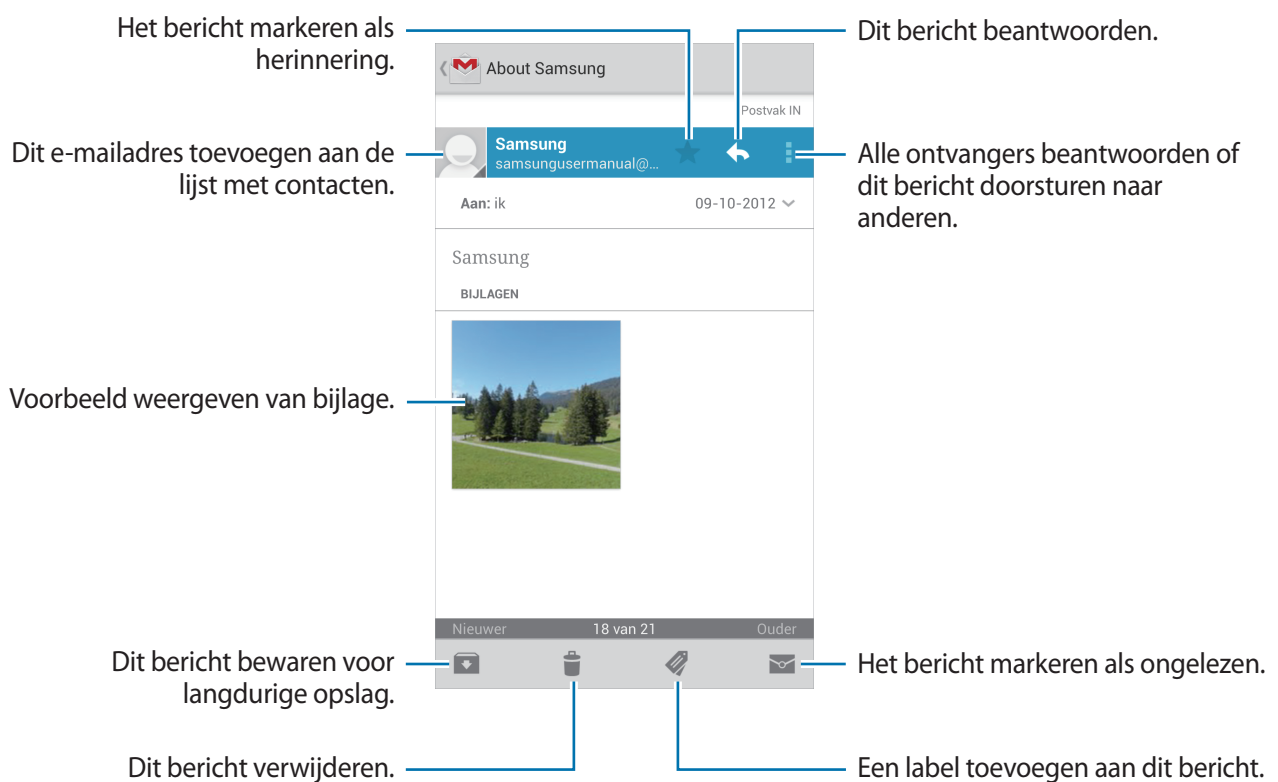 Het bericht markeren als
herinnering.
Dit bericht beantwoorden.
About Samsung
Postvak IN
Dit e-mailadres toevoegen aan de
lijst met contacten.
Samsung
samsungusermanual@...
Alle ontvangers beantwoorden of
dit bericht doorsturen naar
anderen.
Aan: ik
09-10-2012
Samsung
BIJLAGEN
Voorbeeld weergeven van bijlage.
Nieuwer
18 van 21
Ouder
Dit bericht bewaren voor
langdurige opslag.
Het bericht markeren als ongelezen.
Dit bericht verwijderen.
Een label toevoegen aan dit bericht.